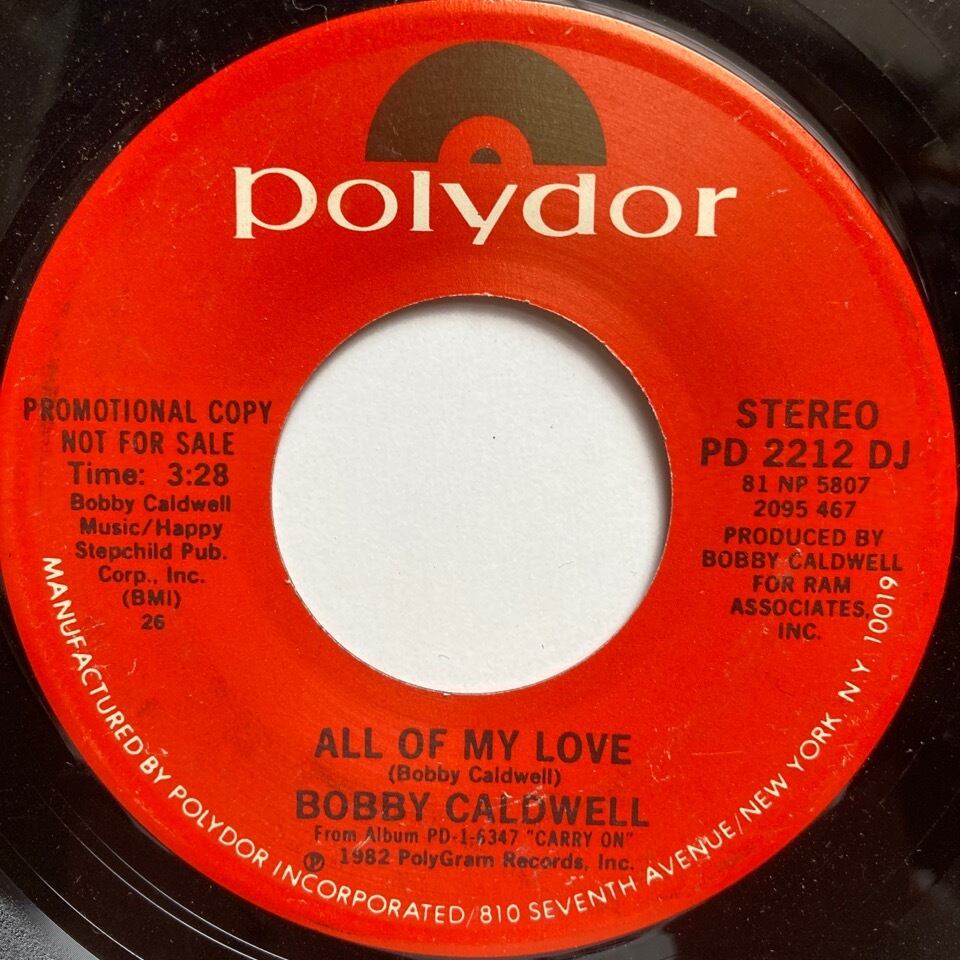 polydor
PROMOTIONAL COPY
NOT FOR SALE
Time: 3:28
Bobby Caldwell
Music/Happy
Stepchild Pub.
Corp., Inc.
(BMI)
26
STEREO
PD 2212 DJ
81 NP 5807
2095 467
PRODUCED BY
BOBBY CALDWELL
FOR RAM
ASSOCIATES,
INC.
ALL OF MY LOVE
(Bobby Caldwell)
BOBBY CALDWELL
From Album PD-1-6347 "CARRY ON"
℗ 1982 PolyGram Records, Inc.
MANUFACTURED BY POLYDOR INCORPORATED/810 SEVENTH AVENUE/NEW YORK, N.Y. 10019